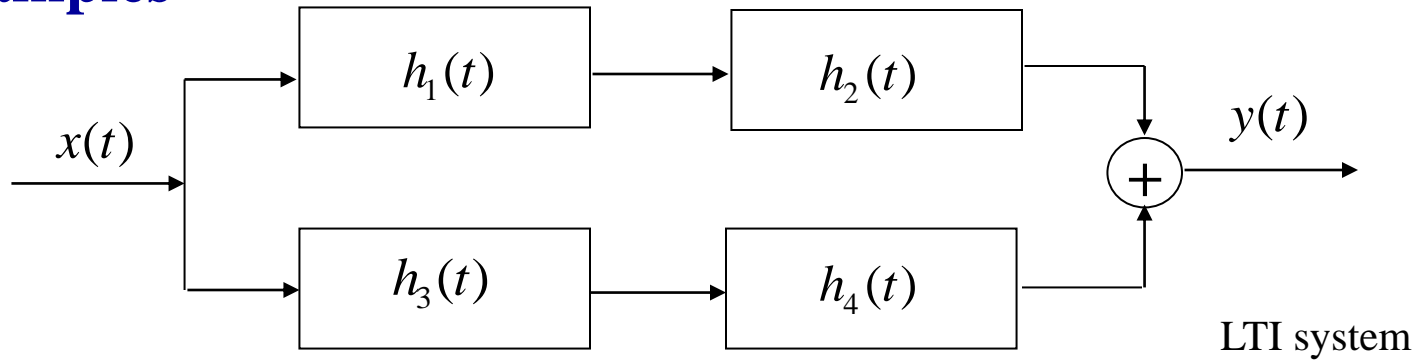 h₁(t)
h₂(t)
x(t)
y(t)
+
h₃(t)
h₄(t)
LTI system